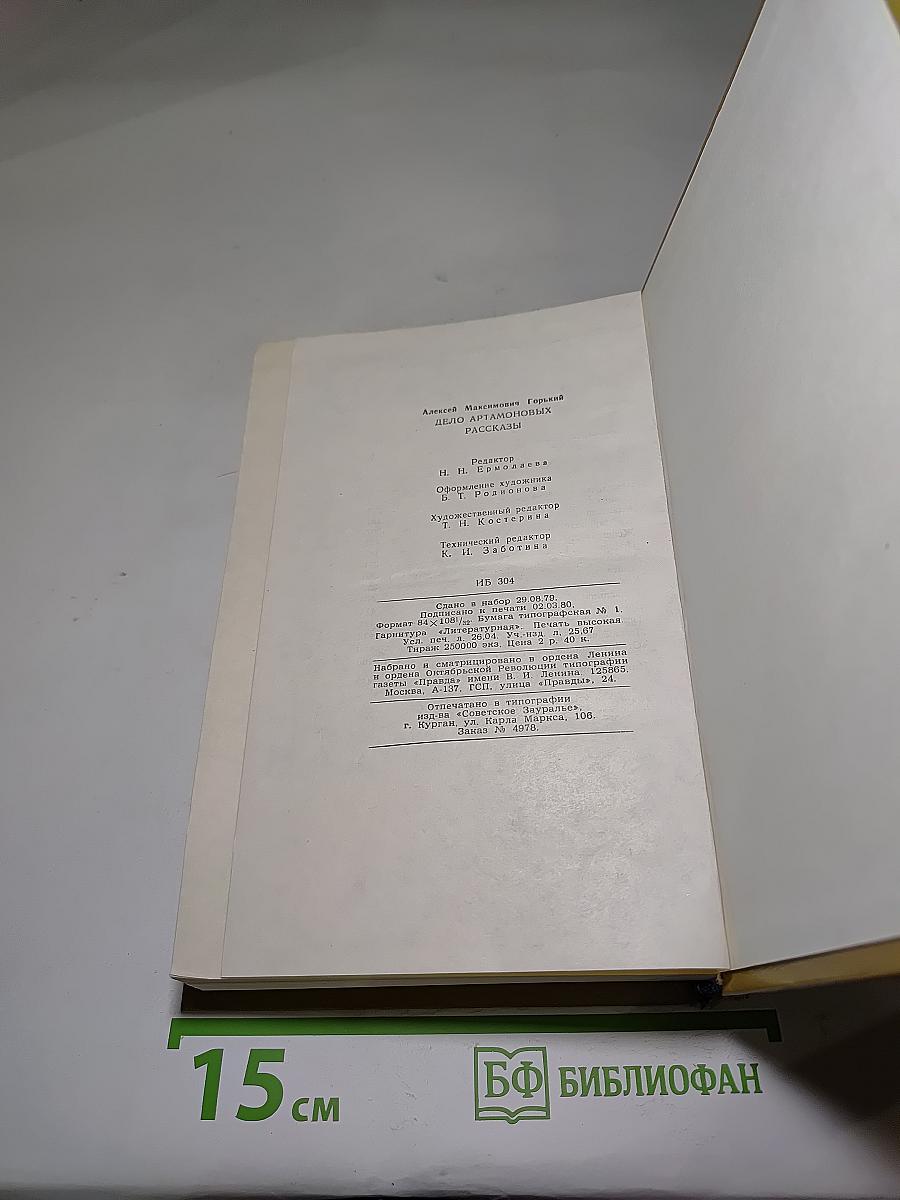 Алексей Максимович Горький
ДЕЛО АРТАМОНОВЫХ
РАССКАЗЫ
Редактор
Н. Н. Ермолаева
Оформление художника
Б. Т. Родионова
Художественный редактор
Т. Н. Костерина
Технический редактор
К. И. Заботина
ИБ 304
Сдано в набор 29.08.79.
Подписано к печати 02.03.80.
Формат 84×108¹/₃₂. Бумага типографская № 1.
Гарнитура «Литературная». Печать высокая.
Усл. печ. л. 26,04. Уч.-изд. л. 25,67
Тираж 250000 экз. Цена 2 р. 40 к.
Набрано и сматрицировано в ордена Ленина
и ордена Октябрьской Революции типографии
газеты «Правда» имени В. И. Ленина. 125865.
Москва, А-137, ГСП, улица «Правды», 24.
Отпечатано в типографии
изд-ва «Советское Зауралье»,
г. Курган, ул. Карла Маркса, 106.
Заказ № 4978.
15 см
БФ БИБЛИОФАН